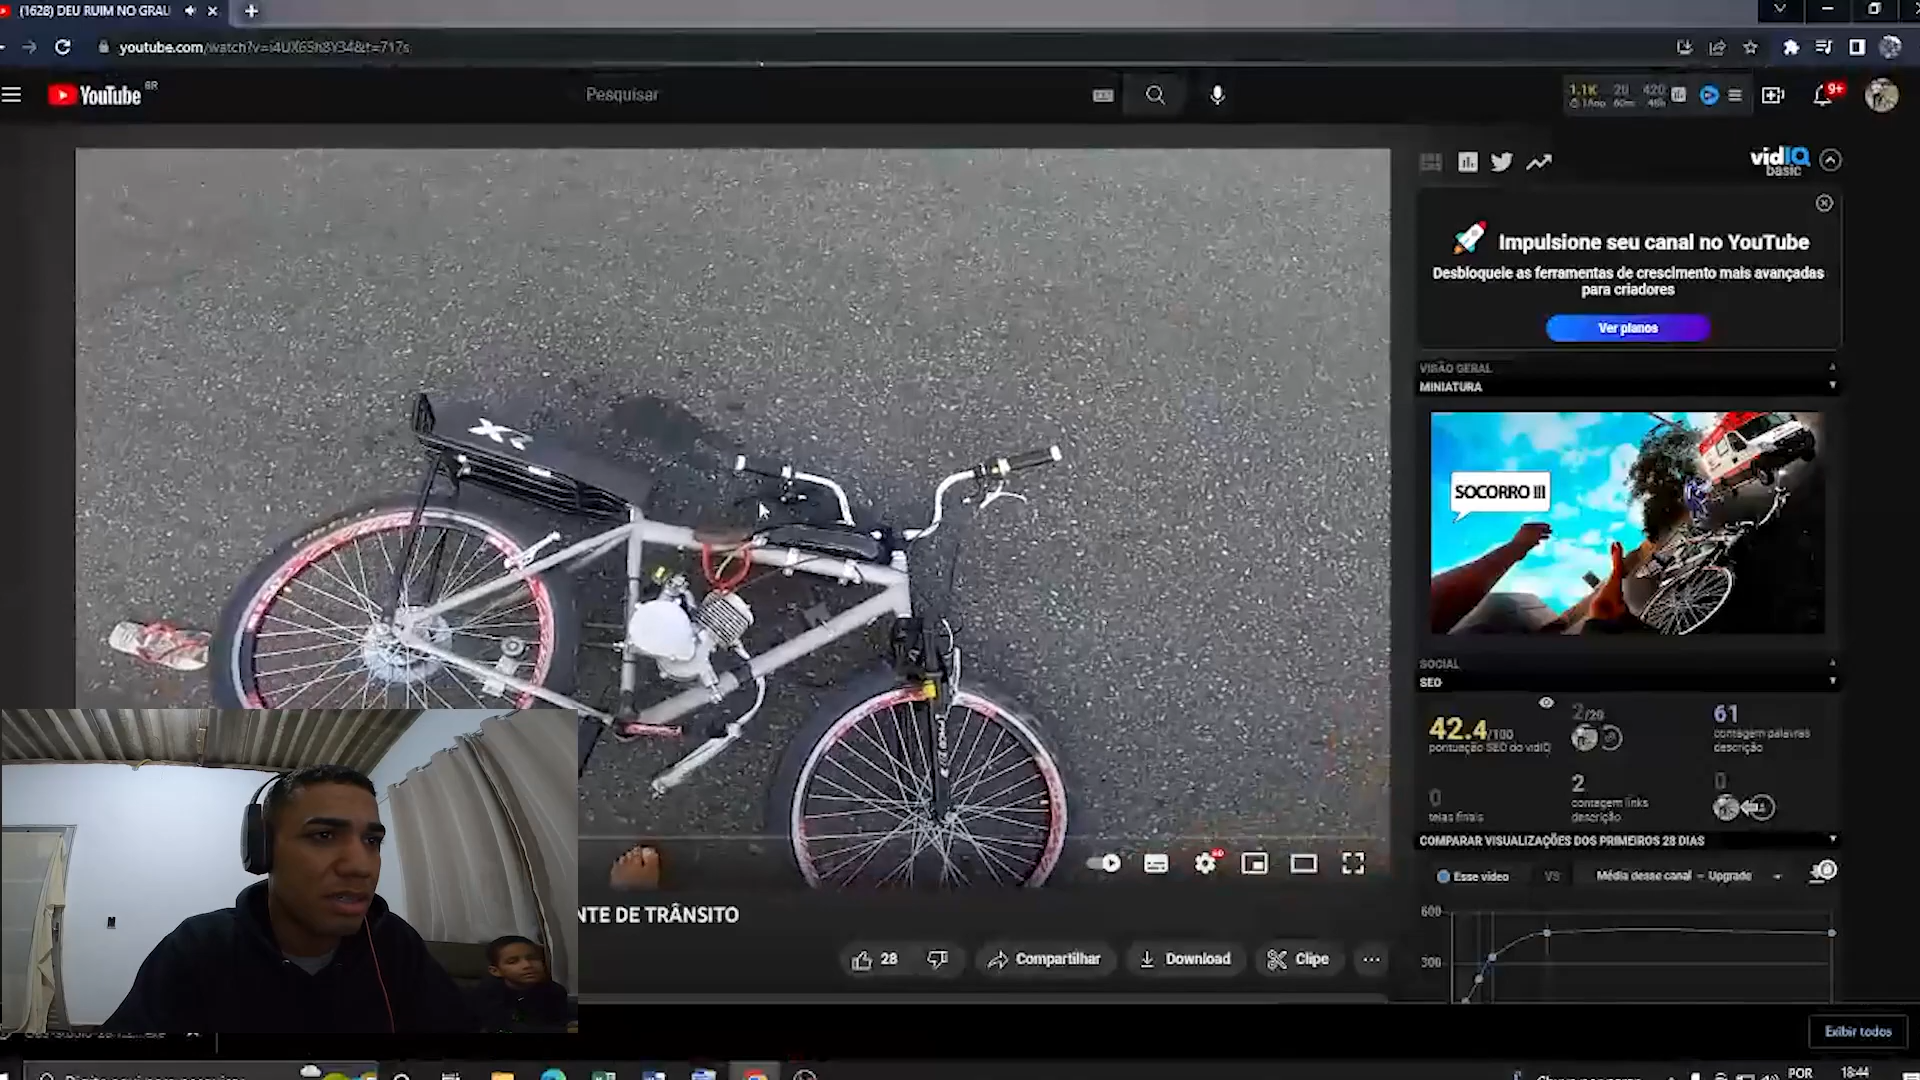 (1628) DEU RUIM NO GRAU
youtube.com/watch?v=i4UX65h8Y34&t=717s
YouTube BR
Pesquisar
1.1K 20 420
60m 48h
9+
vidIQ
basic
Impulsione seu canal no YouTube
Desbloqueie as ferramentas de crescimento mais avançadas
para criadores
Ver planos
VISÃO GERAL
MINIATURA
SOCORRO !!!
SOCIAL
SEO
42.4/100
pontuação SEO do vidIQ
2/20
61
contagem palavras
descrição
0
telas finais
2
contagem links
descrição
0
COMPARAR VISUALIZAÇÕES DOS PRIMEIROS 28 DIAS
Esse vídeo VS Média desse canal - Upgrade
600
300
NTE DE TRÂNSITO
28
Compartilhar
Download
Clipe
...
Exibir todos
POR
18:44